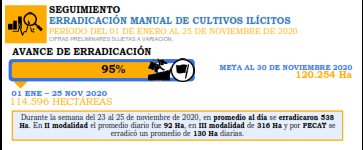 SEGUIMIENTO
ERRADICACIÓN MANUAL DE CULTIVOS ILÍCITOS
PERIODO DEL 01 DE ENERO AL 25 DE NOVIEMBRE DE 2020
CIFRAS PRELIMINARES SUJETAS A VARIACIÓN.
AVANCE DE ERRADICACIÓN
95%
META AL 30 DE NOVIEMBRE 2020
120.254 Ha
01 ENE – 25 NOV 2020
114.596 HECTÁREAS
Durante la semana del 23 al 25 de noviembre de 2020, en promedio al día se erradicaron 538
Ha. En II modalidad el promedio diario fue 92 Ha, en III modalidad de 316 Ha y por PECAT se
erradicó un promedio de 130 Ha diarias.